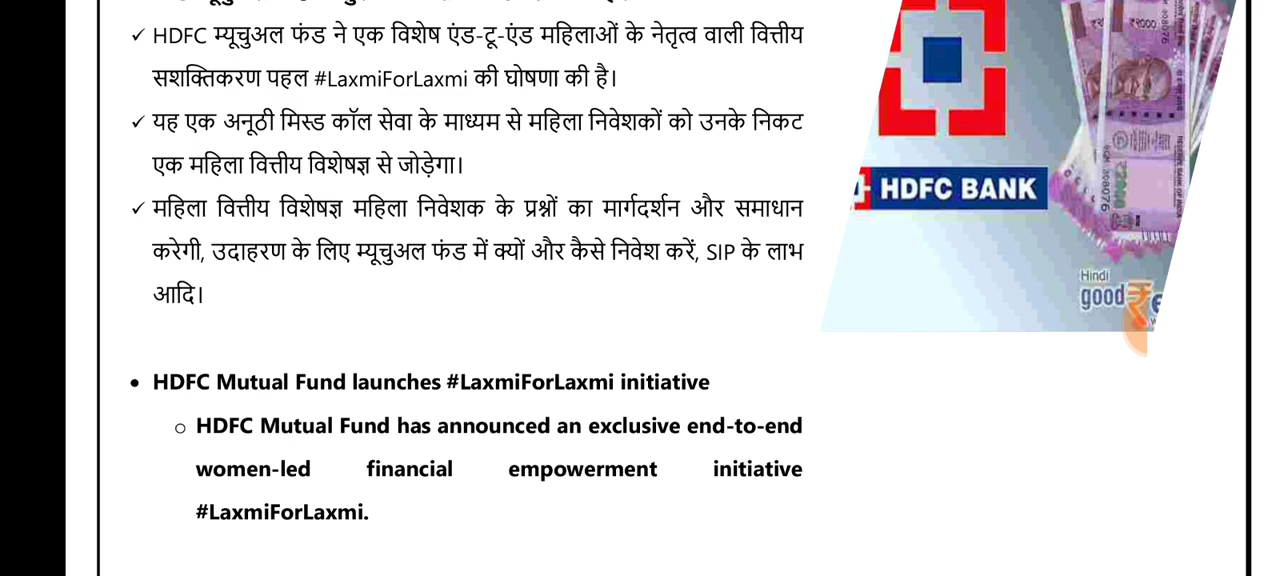 ✓ HDFC म्यूचुअल फंड ने एक विशेष एंड-टू-एंड महिलाओं के नेतृत्व वाली वित्तीय
सशक्तिकरण पहल #LaxmiForLaxmi की घोषणा की है।
✓ यह एक अनूठी मिस्ड कॉल सेवा के माध्यम से महिला निवेशकों को उनके निकट
एक महिला वित्तीय विशेषज्ञ से जोड़ेगा।
✓ महिला वित्तीय विशेषज्ञ महिला निवेशक के प्रश्नों का मार्गदर्शन और समाधान
करेगी, उदाहरण के लिए म्यूचुअल फंड में क्यों और कैसे निवेश करें, SIP के लाभ
आदि।
HDFC BANK
₹2000
Hindi
good
• HDFC Mutual Fund launches #LaxmiForLaxmi initiative
o HDFC Mutual Fund has announced an exclusive end-to-end
women-led financial empowerment initiative
#LaxmiForLaxmi.